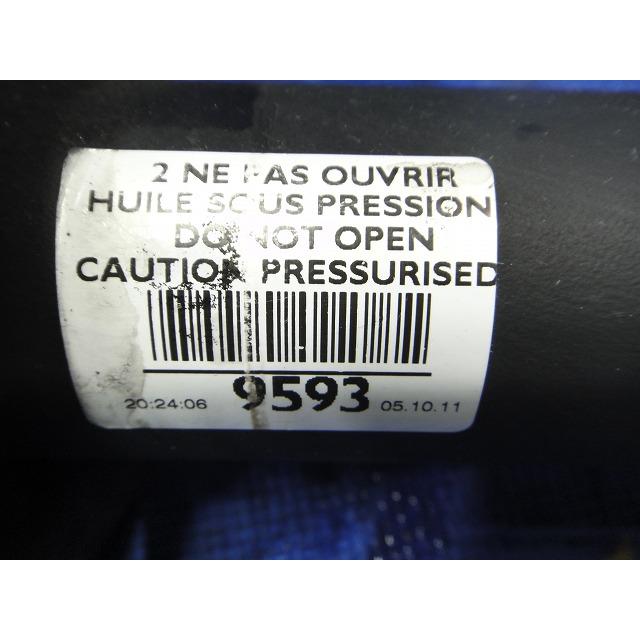 2 NE PAS OUVRIR
HUILE SOUS PRESSION
DO NOT OPEN
CAUTION PRESSURISED
20:24:06 9593 05.10.11